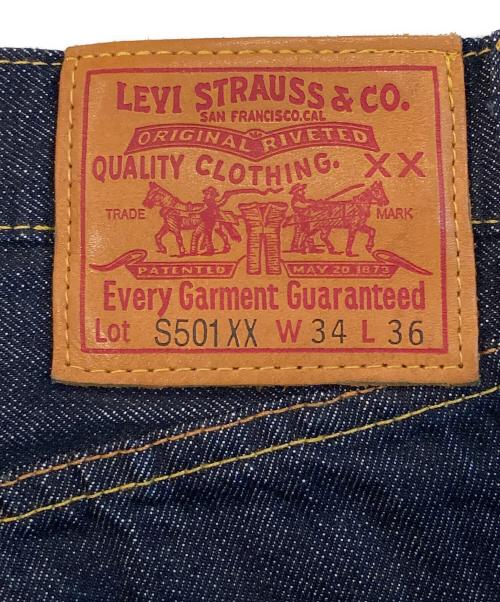 LEVI STRAUSS & CO.
SAN FRANCISCO, CAL
ORIGINAL RIVETED
QUALITY CLOTHING. XX
TRADE MARK
PATENTED MAY 20 1873
Every Garment Guaranteed
Lot S501XX W 34 L 36